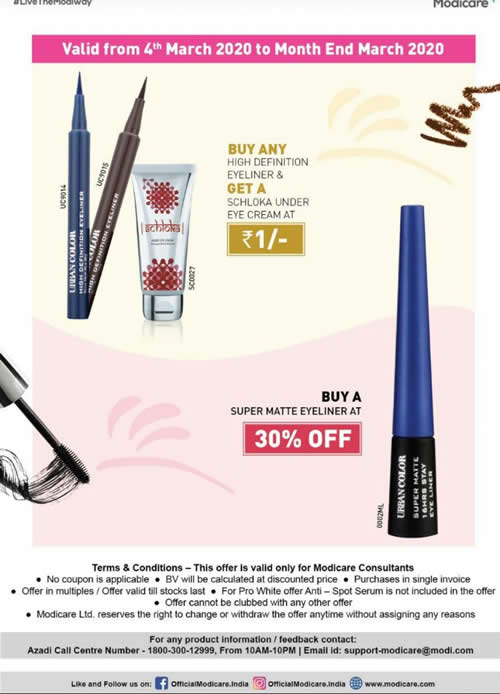 #LiveTheModiWay
Modicare
Valid from 4th March 2020 to Month End March 2020
BUY ANY
HIGH DEFINITION
EYELINER &
GET A
SCHLOKA UNDER
EYE CREAM AT
₹1/-
UC9014
UC9015
URBAN COLOR
HIGH DEFINITION EYELINER
URBAN COLOR
HIGH DEFINITION EYELINER
schloka
SC0027
BUY A
SUPER MATTE EYELINER AT
30% OFF
URBAN COLOR
SUPER MATTE
16HRS STAY
EYE LINER
0002ML
Terms & Conditions – This offer is valid only for Modicare Consultants
● No coupon is applicable ● BV will be calculated at discounted price ● Purchases in single invoice
● Offer in multiples / Offer valid till stocks last ● For Pro White offer Anti – Spot Serum is not included in the offer
● Offer cannot be clubbed with any other offer
● Modicare Ltd. reserves the right to change or withdraw the offer anytime without assigning any reasons
For any product information / feedback contact:
Azadi Call Centre Number - 1800-300-12999, From 10AM-10PM | Email id: support-modicare@modi.com
Like and Follow us on: OfficialModicare.India OfficialModicare.India www.modicare.com